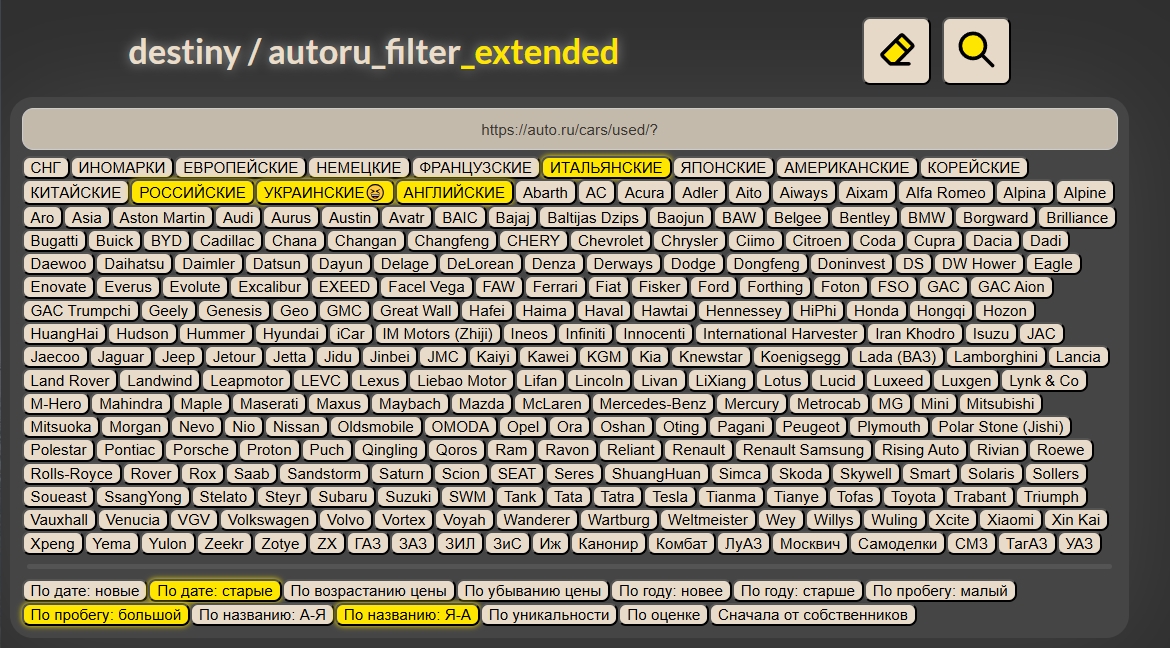 destiny / autoru_filter_extended
https://auto.ru/cars/used/?
СНГ ИНОМАРКИ ЕВРОПЕЙСКИЕ НЕМЕЦКИЕ ФРАНЦУЗСКИЕ ИТАЛЬЯНСКИЕ ЯПОНСКИЕ АМЕРИКАНСКИЕ КОРЕЙСКИЕ
КИТАЙСКИЕ РОССИЙСКИЕ УКРАИНСКИЕ😆 АНГЛИЙСКИЕ Abarth AC Acura Adler Aito Aiways Aixam Alfa Romeo Alpina Alpine
Aro Asia Aston Martin Audi Aurus Austin Avatr BAIC Bajaj Baltijas Dzips Baojun BAW Belgee Bentley BMW Borgward Brilliance
Bugatti Buick BYD Cadillac Chana Changan Changfeng CHERY Chevrolet Chrysler Ciimo Citroen Coda Cupra Dacia Dadi
Daewoo Daihatsu Daimler Datsun Dayun Delage DeLorean Denza Derways Dodge Dongfeng Doninvest DS DW Hower Eagle
Enovate Everus Evolute Excalibur EXEED Facel Vega FAW Ferrari Fiat Fisker Ford Forthing Foton FSO GAC GAC Aion
GAC Trumpchi Geely Genesis Geo GMC Great Wall Hafei Haima Haval Hawtai Hennessey HiPhi Honda Hongqi Hozon
HuangHai Hudson Hummer Hyundai iCar IM Motors (Zhiji) Ineos Infiniti Innocenti International Harvester Iran Khodro Isuzu JAC
Jaecoo Jaguar Jeep Jetour Jetta Jidu Jinbei JMC Kaiyi Kawei KGM Kia Knewstar Koenigsegg Lada (ВАЗ) Lamborghini Lancia
Land Rover Landwind Leapmotor LEVC Lexus Liebao Motor Lifan Lincoln Livan LiXiang Lotus Lucid Luxeed Luxgen Lynk & Co
M-Hero Mahindra Maple Maserati Maxus Maybach Mazda McLaren Mercedes-Benz Mercury Metrocab MG Mini Mitsubishi
Mitsuoka Morgan Nevo Nio Nissan Oldsmobile OMODA Opel Ora Oshan Oting Pagani Peugeot Plymouth Polar Stone (Jishi)
Polestar Pontiac Porsche Proton Puch Qingling Qoros Ram Ravon Reliant Renault Renault Samsung Rising Auto Rivian Roewe
Rolls-Royce Rover Rox Saab Sandstorm Saturn Scion SEAT Seres ShuangHuan Simca Skoda Skywell Smart Solaris Sollers
Soueast SsangYong Stelato Steyr Subaru Suzuki SWM Tank Tata Tatra Tesla Tianma Tianye Tofas Toyota Trabant Triumph
Vauxhall Venucia VGV Volkswagen Volvo Vortex Voyah Wanderer Wartburg Weltmeister Wey Willys Wuling Xcite Xiaomi Xin Kai
Xpeng Yema Yulon Zeekr Zotye ZX ГАЗ ЗАЗ ЗИЛ ЗиС Иж Канонир Комбат ЛуАЗ Москвич Самоделки СМЗ ТагАЗ УАЗ
По дате: новые По дате: старые По возрастанию цены По убыванию цены По году: новее По году: старше По пробегу: малый
По пробегу: большой По названию: А-Я По названию: Я-А По уникальности По оценке Сначала от собственников